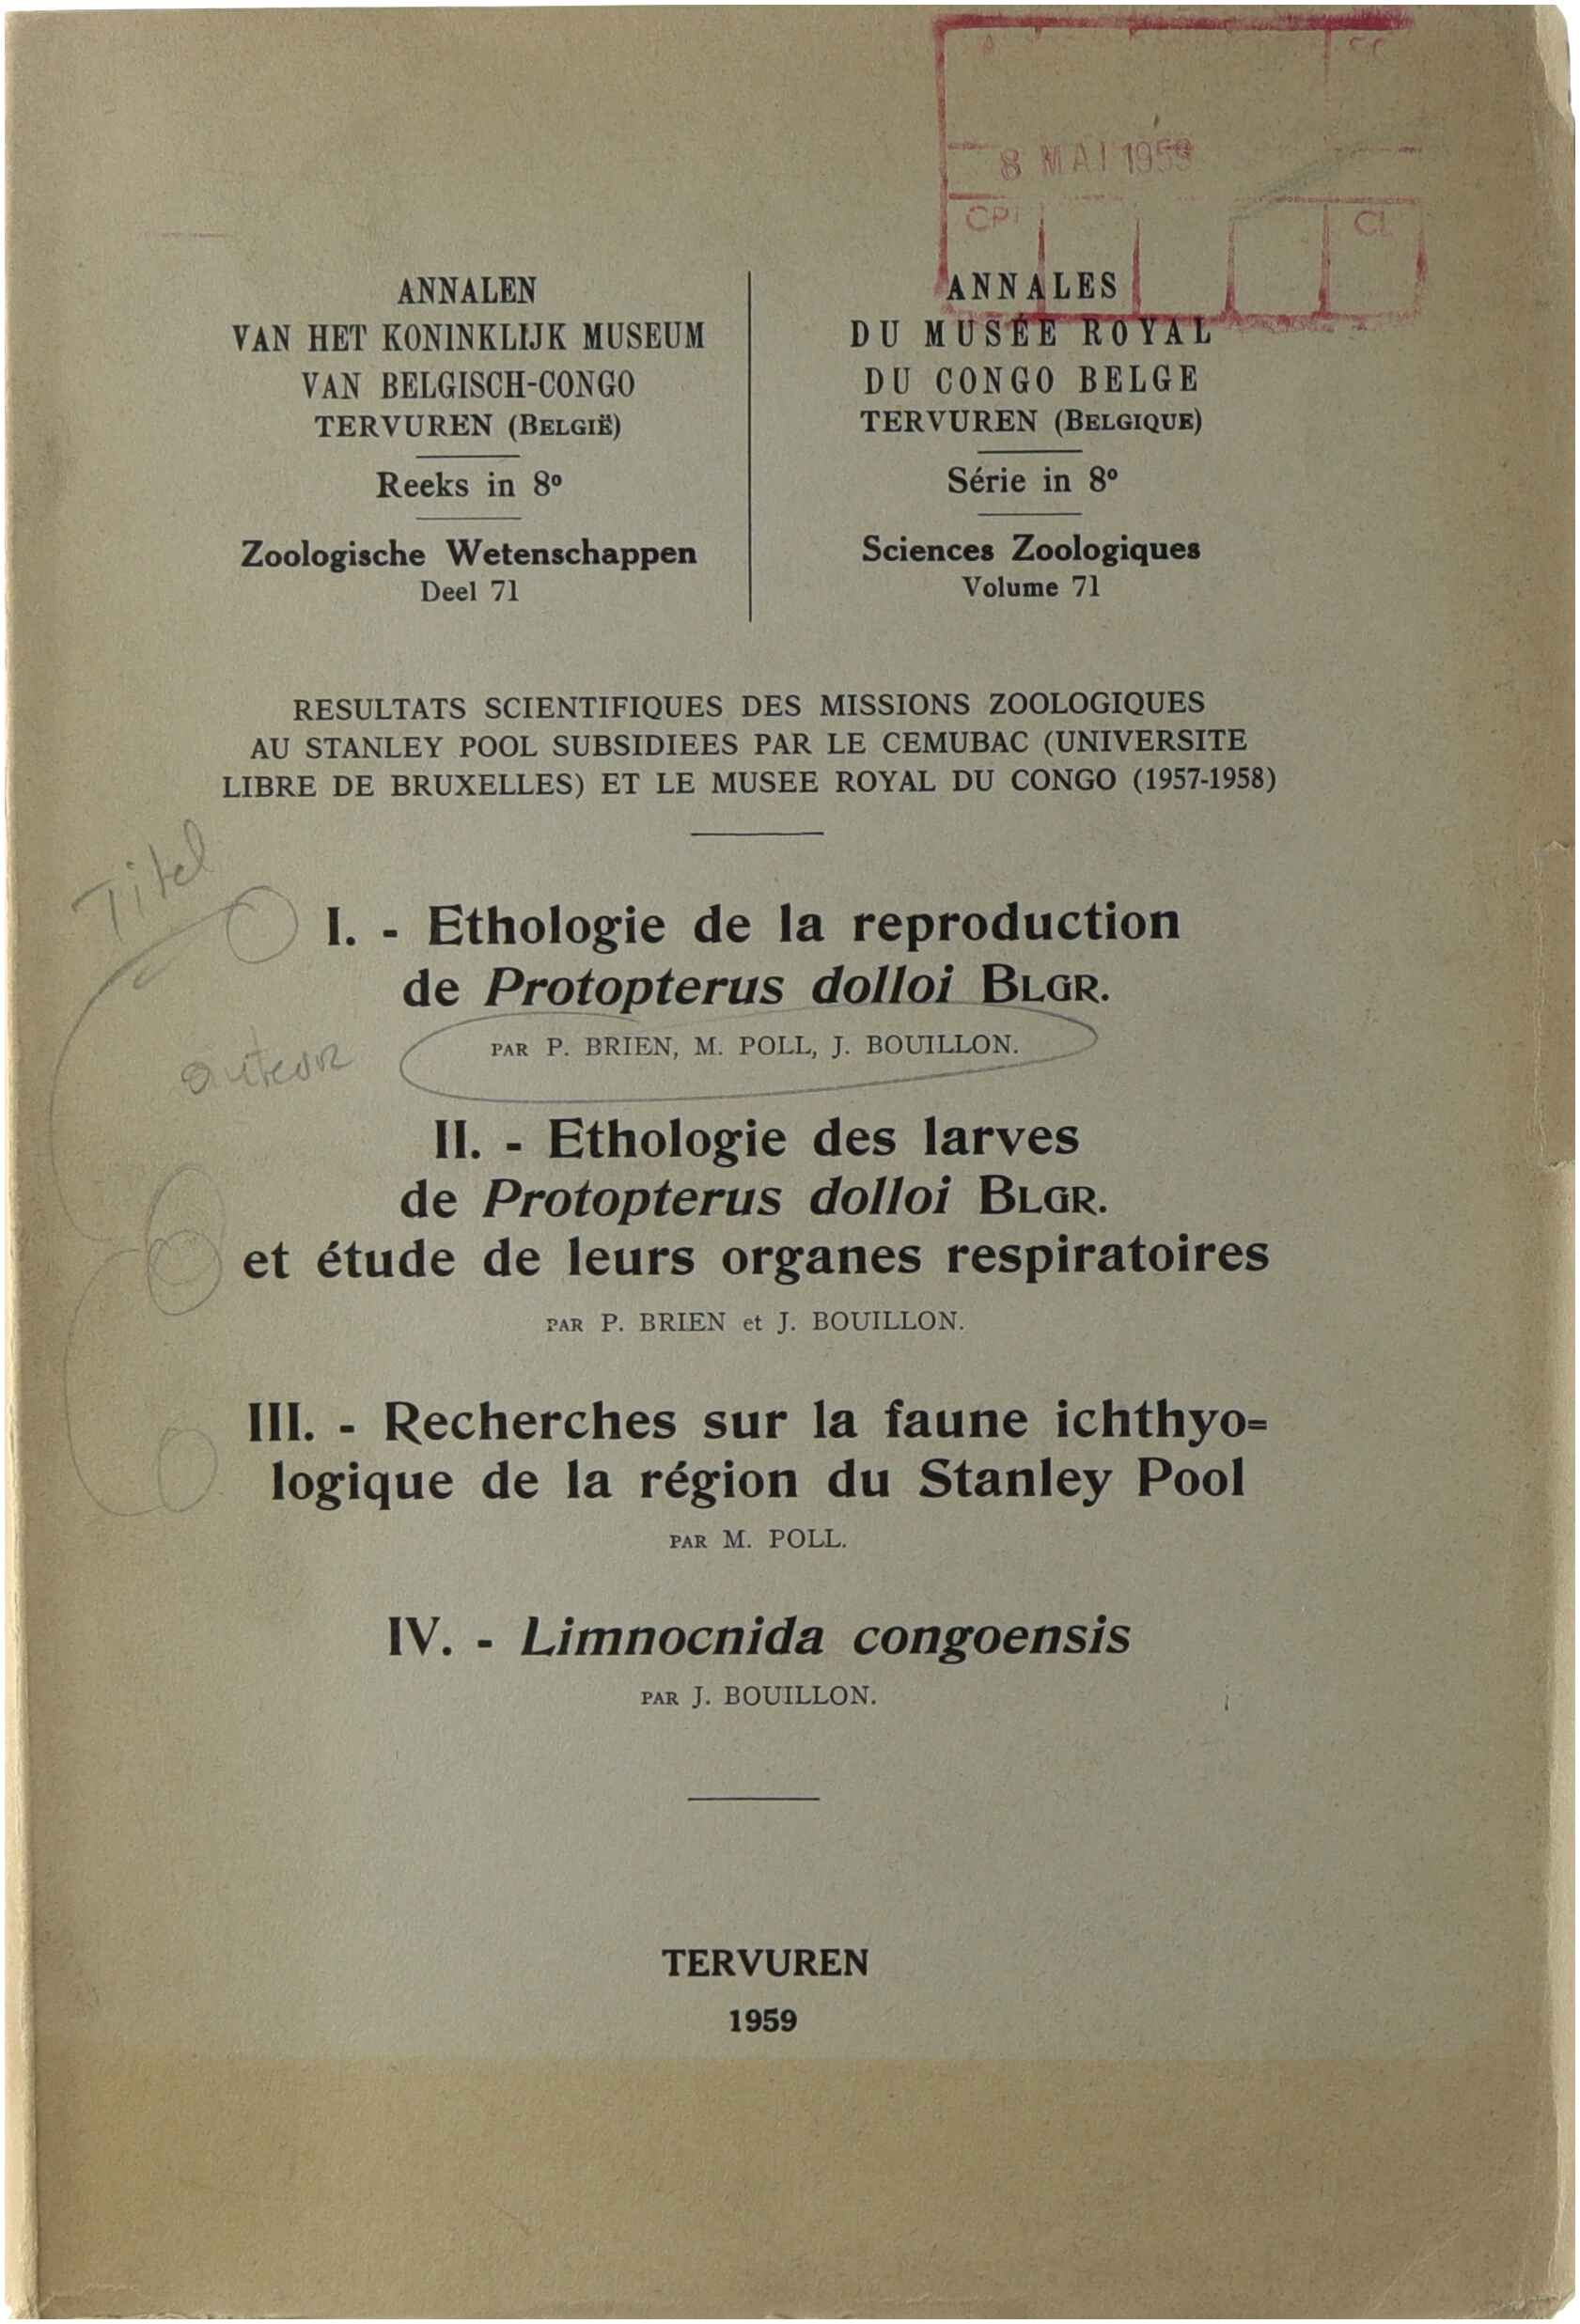 8 MAI 1959
CPI
CL
ANNALEN
VAN HET KONINKLIJK MUSEUM
VAN BELGISCH-CONGO
TERVUREN (BELGIË)
Reeks in 8º
Zoologische Wetenschappen
Deel 71
ANNALES
DU MUSÉE ROYAL
DU CONGO BELGE
TERVUREN (BELGIQUE)
Série in 8º
Sciences Zoologiques
Volume 71
RESULTATS SCIENTIFIQUES DES MISSIONS ZOOLOGIQUES
AU STANLEY POOL SUBSIDIEES PAR LE CEMUBAC (UNIVERSITE
LIBRE DE BRUXELLES) ET LE MUSEE ROYAL DU CONGO (1957-1958)
Titel
I. - Ethologie de la reproduction
de Protopterus dolloi BLGR.
PAR P. BRIEN, M. POLL, J. BOUILLON.
auteur
II. - Ethologie des larves
de Protopterus dolloi BLGR.
et étude de leurs organes respiratoires
PAR P. BRIEN et J. BOUILLON.
III. - Recherches sur la faune ichthyo=
logique de la région du Stanley Pool
PAR M. POLL.
IV. - Limnocnida congoensis
PAR J. BOUILLON.
TERVUREN
1959